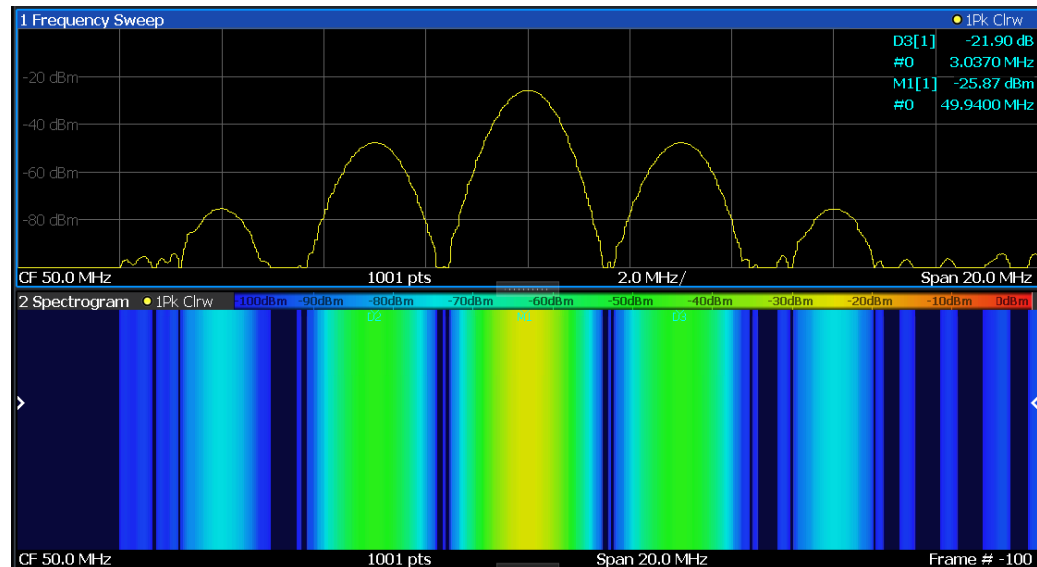 1 Frequency Sweep 1Pk Clrw
D3[1] -21.90 dB
#0 3.0370 MHz
M1[1] -25.87 dBm
#0 49.9400 MHz
-20 dBm
-40 dBm
-60 dBm
-80 dBm
CF 50.0 MHz 1001 pts 2.0 MHz/ Span 20.0 MHz
2 Spectrogram 1Pk Clrw -100dBm -90dBm -80dBm -70dBm -60dBm -50dBm -40dBm -30dBm -20dBm -10dBm 0dBm
D2 M1 D3
CF 50.0 MHz 1001 pts Span 20.0 MHz Frame # -100